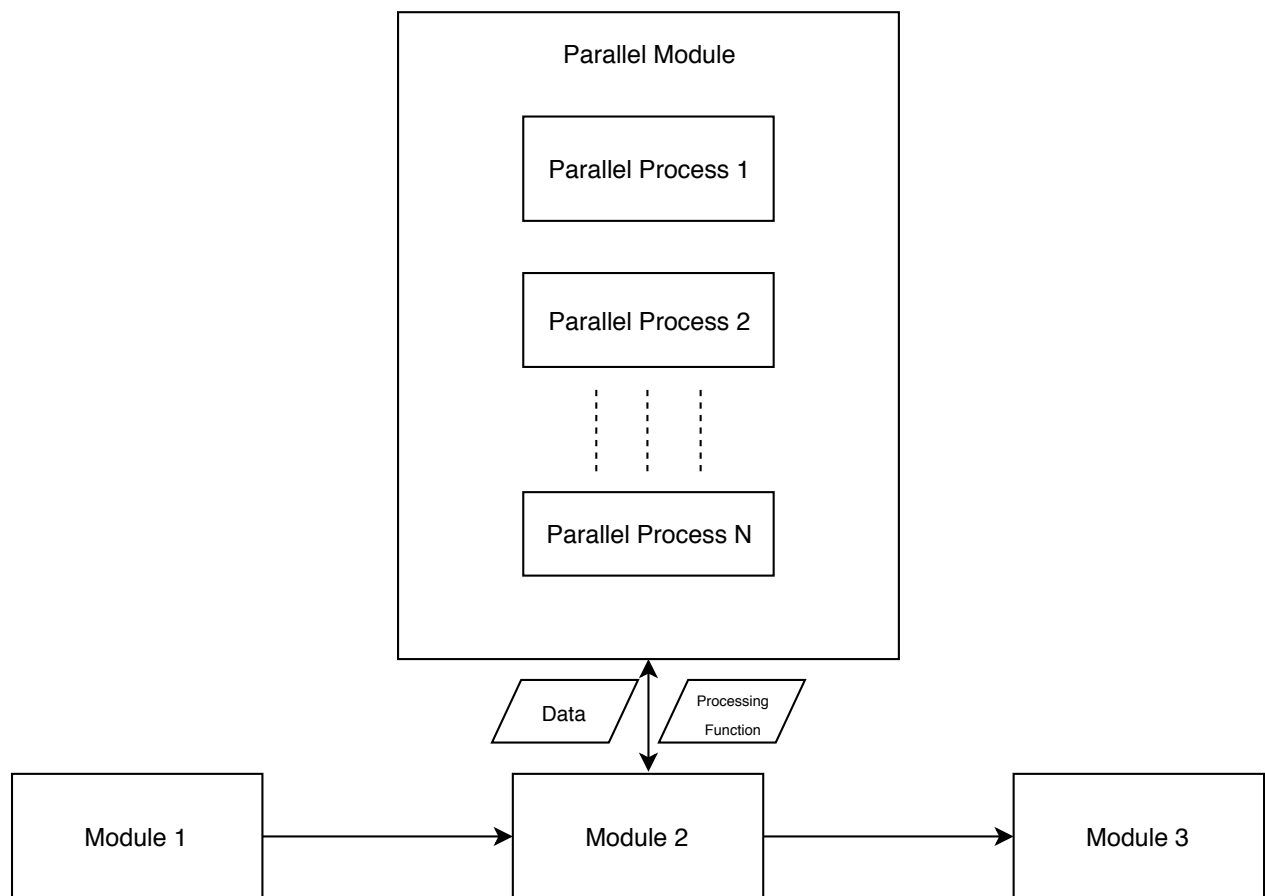 Parallel Module
Parallel Process 1
Parallel Process 2
Parallel Process N
Data
Processing
Function
Module 1
Module 2
Module 3